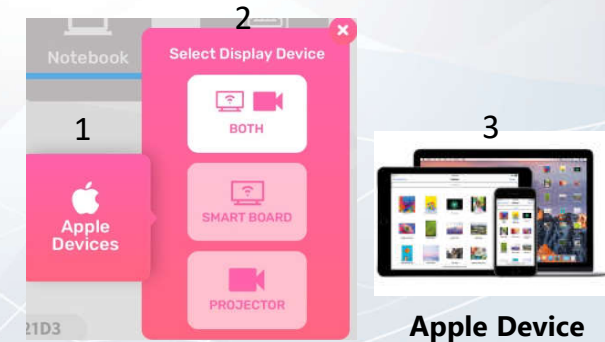 2
Notebook
Select Display Device
BOTH
1
3
Apple
Devices
SMART BOARD
PROJECTOR
21D3
Apple Device